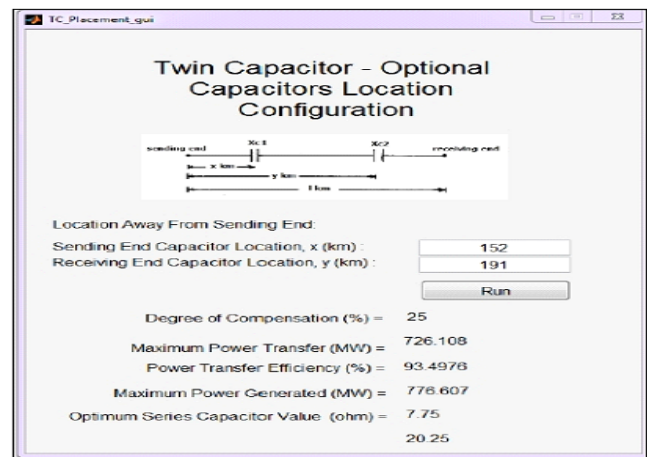 TC_Placement_gui
Twin Capacitor - Optional
Capacitors Location
Configuration
sending end Xc1 Xc2 receiving end
x km
y km
l km
Location Away From Sending End:
Sending End Capacitor Location, x (km) : 152
Receiving End Capacitor Location, y (km) : 191
Run
Degree of Compensation (%) = 25
Maximum Power Transfer (MW) = 726.108
Power Transfer Efficiency (%) = 93.4976
Maximum Power Generated (MW) = 776.607
Optimum Series Capacitor Value (ohm) = 7.75
20.25